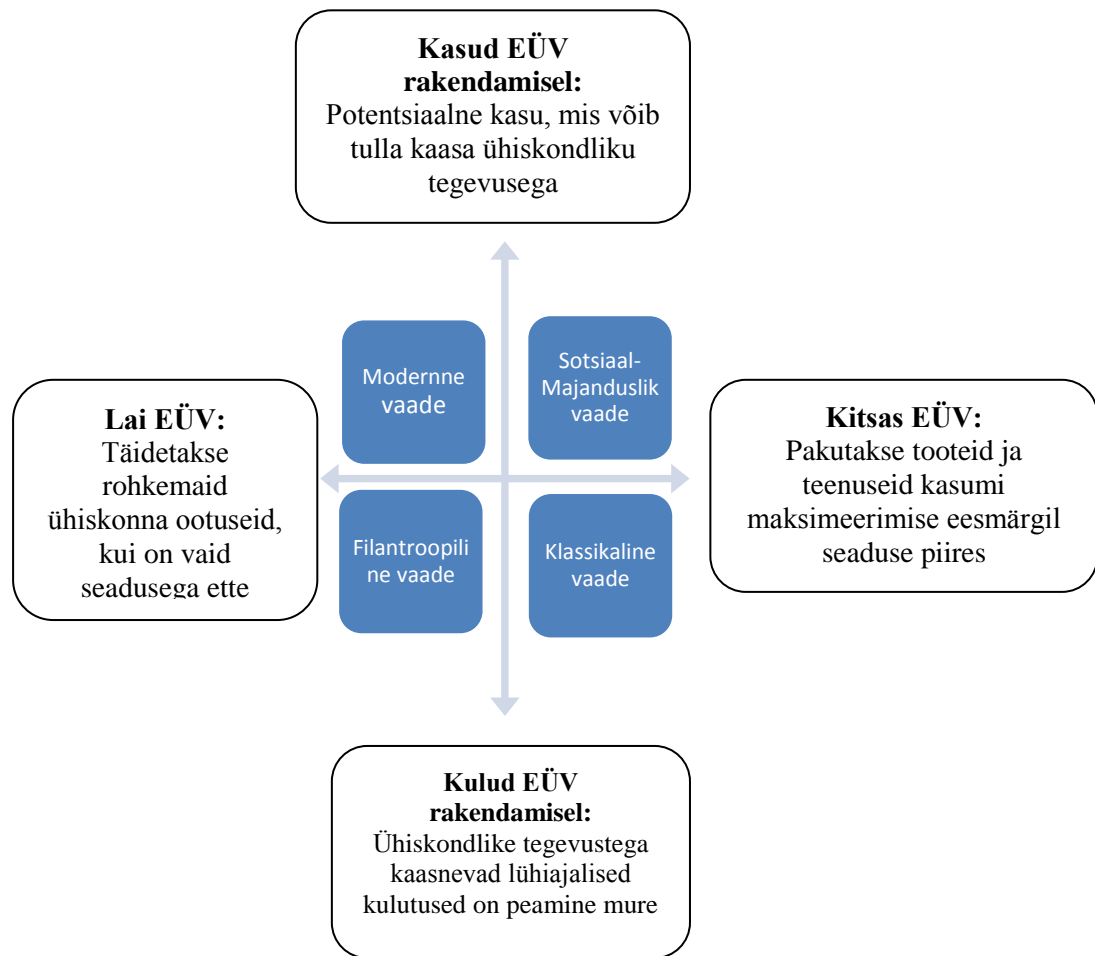 Kasud EÜV
rakendamisel:
Potentsiaalne kasu, mis võib
tulla kaasa ühiskondliku
tegevusega
Modernne
vaade
Sotsiaal-
Majanduslik
vaade
Lai EÜV:
Täidetakse
rohkemaid
ühiskonna ootuseid,
kui on vaid
seadusega ette
Kitsas EÜV:
Pakutakse tooteid ja
teenuseid kasumi
maksimeerimise eesmärgil
seaduse piires
Filantroopili
ne vaade
Klassikaline
vaade
Kulud EÜV
rakendamisel:
Ühiskondlike tegevustega
kaasnevad lühiajalised
kulutused on peamine mure